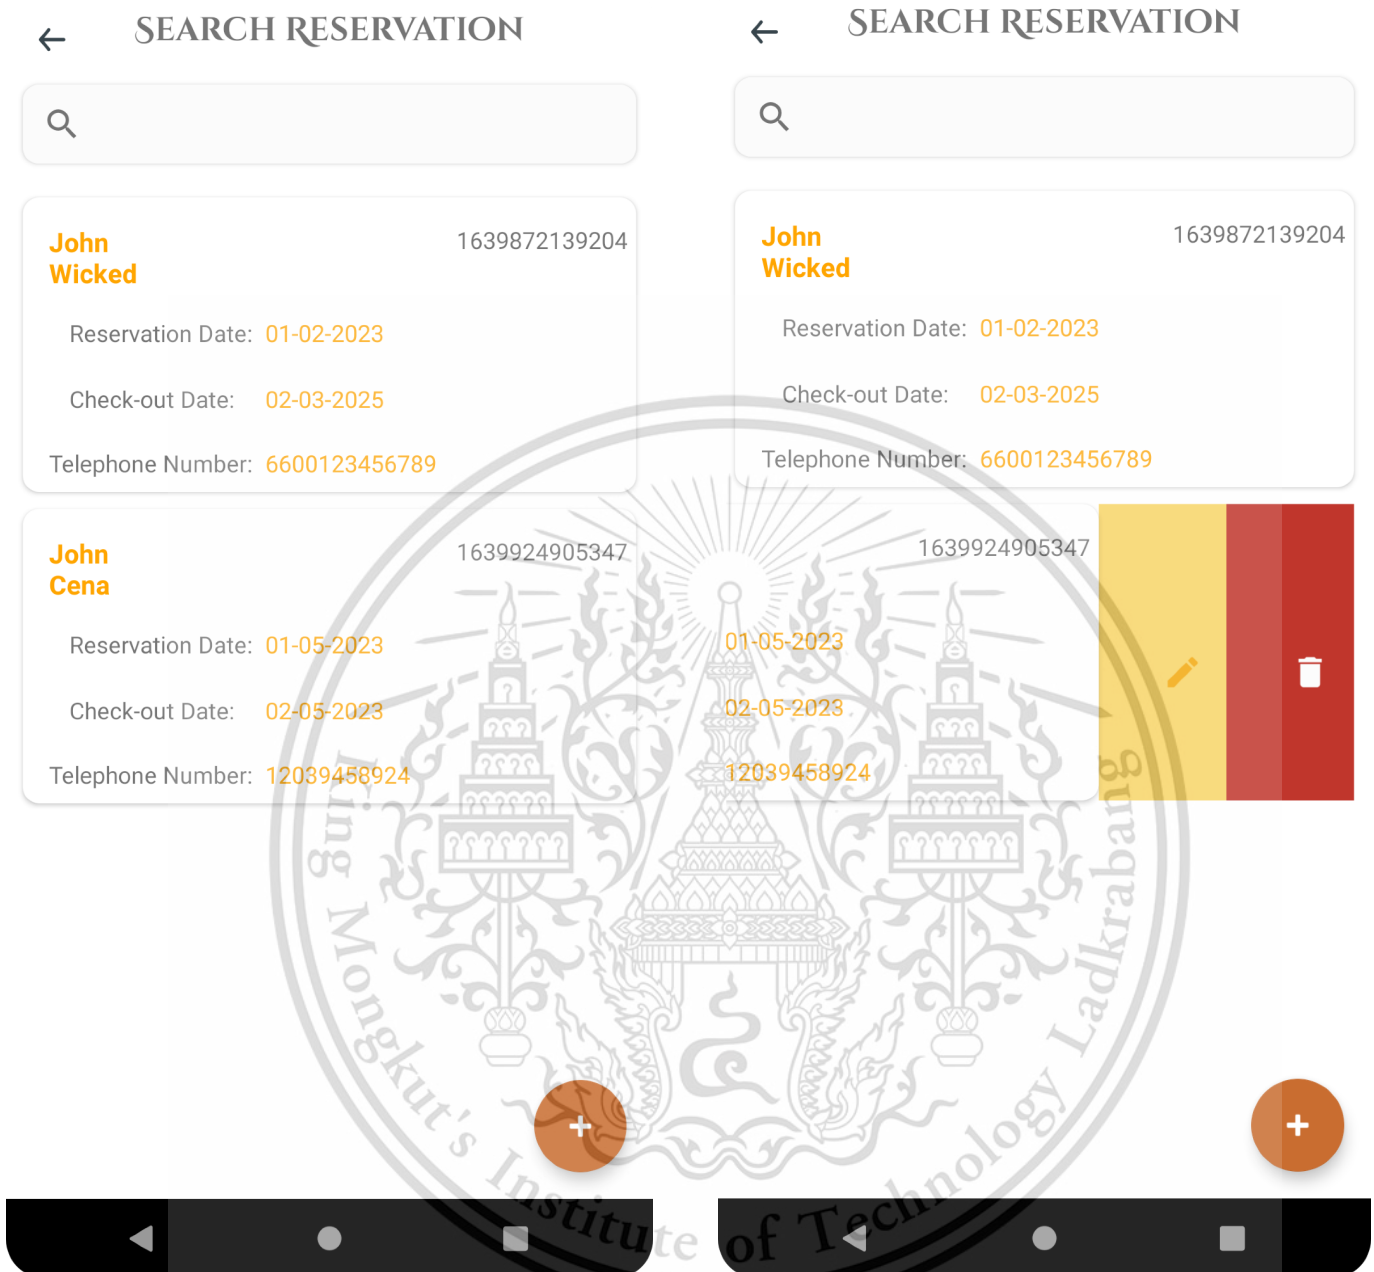 SEARCH RESERVATION
John
Wicked
1639872139204
Reservation Date: 01-02-2023
Check-out Date: 02-03-2025
Telephone Number: 6600123456789
John
Cena
1639924905347
Reservation Date: 01-05-2023
Check-out Date: 02-05-2023
Telephone Number: 12039458924
SEARCH RESERVATION
John
Wicked
1639872139204
Reservation Date: 01-02-2023
Check-out Date: 02-03-2025
Telephone Number: 6600123456789
1639924905347
01-05-2023
02-05-2023
12039458924
King Mongkut's Institute of Technology Ladkrabang